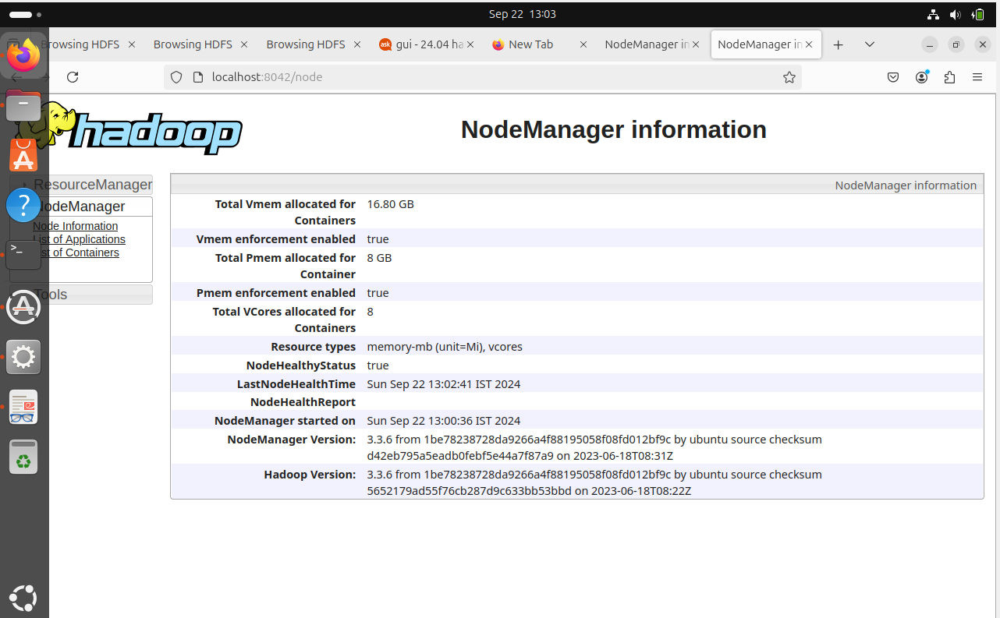 Sep 22 13:03
Browsing HDFS
Browsing HDFS
Browsing HDFS
ask gui - 24.04 ha
New Tab
NodeManager in
NodeManager in
localhost:8042/node
hadoop
NodeManager information
ResourceManager
NodeManager
Node Information
List of Applications
List of Containers
Tools
NodeManager information
Total Vmem allocated for 16.80 GB
Containers
Vmem enforcement enabled true
Total Pmem allocated for 8 GB
Container
Pmem enforcement enabled true
Total VCores allocated for 8
Containers
Resource types memory-mb (unit=Mi), vcores
NodeHealthyStatus true
LastNodeHealthTime Sun Sep 22 13:02:41 IST 2024
NodeHealthReport
NodeManager started on Sun Sep 22 13:00:36 IST 2024
NodeManager Version: 3.3.6 from 1be78238728da9266a4f88195058f08fd012bf9c by ubuntu source checksum
d42eb795a5eadb0febf5e44a7f87a9 on 2023-06-18T08:31Z
Hadoop Version: 3.3.6 from 1be78238728da9266a4f88195058f08fd012bf9c by ubuntu source checksum
5652179ad55f76cb287d9c633bb53bbd on 2023-06-18T08:22Z